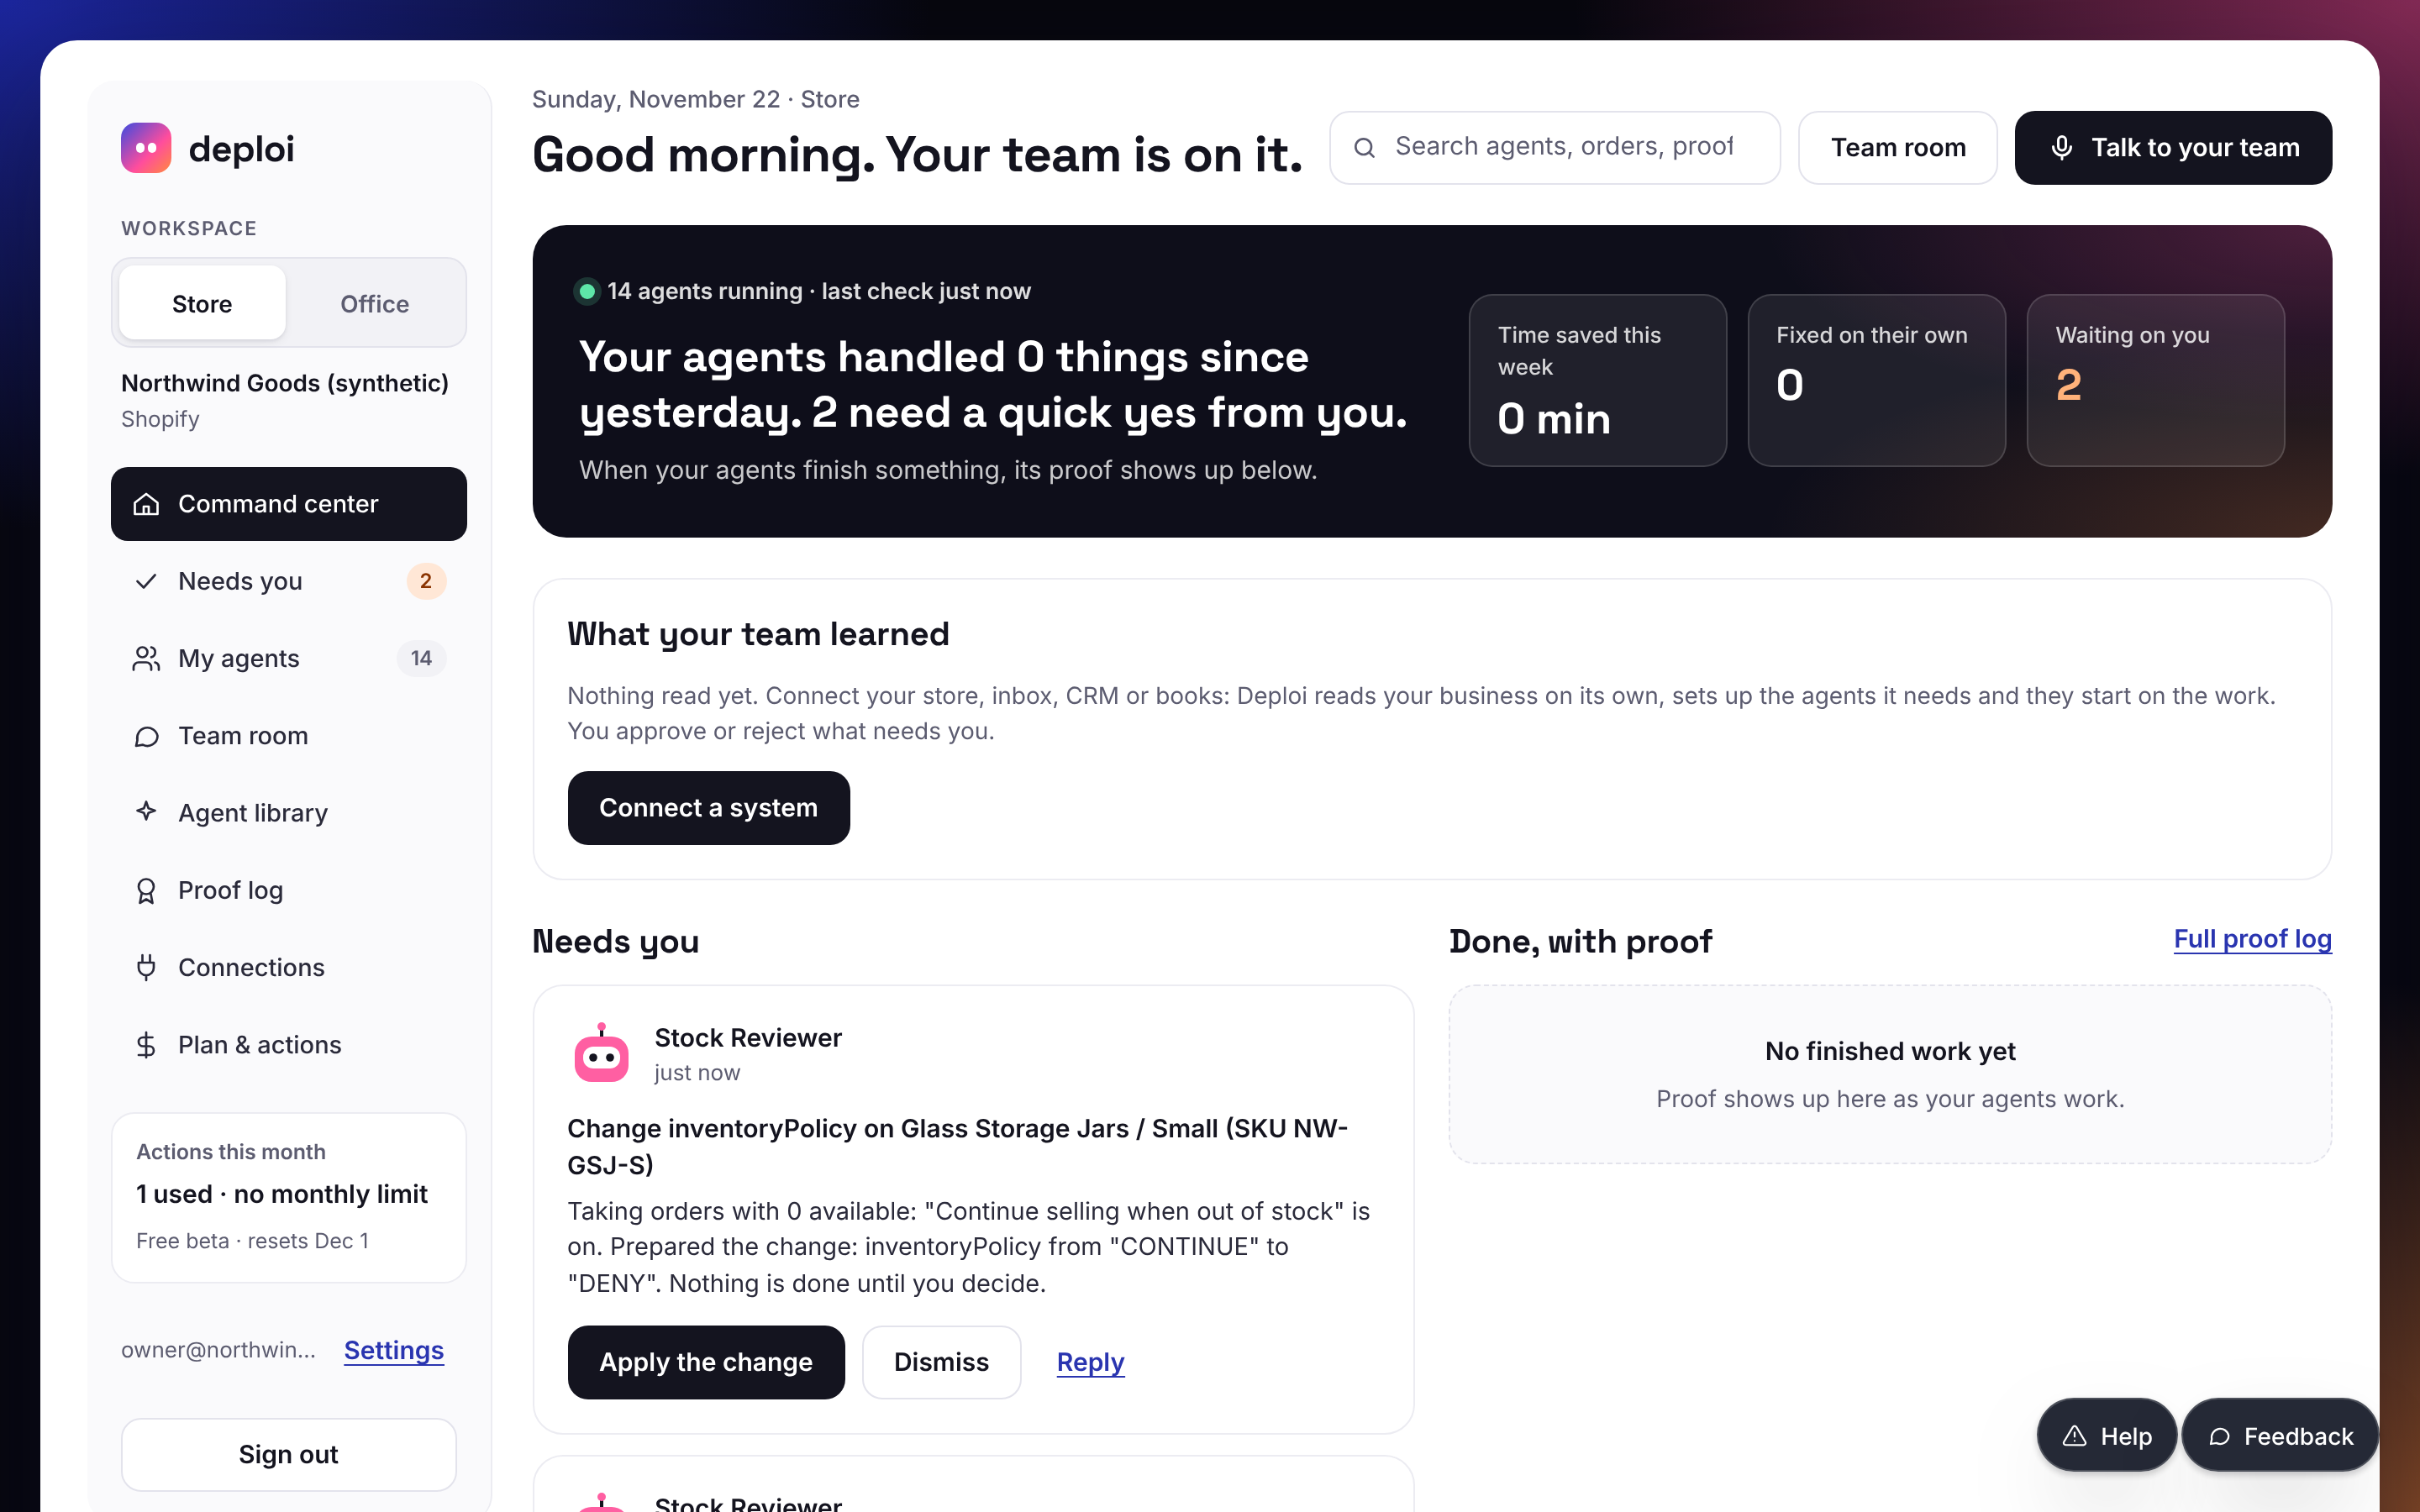 deploi
WORKSPACE
Store
Office
Northwind Goods (synthetic)
Shopify
Command center
Needs you
2
My agents
14
Team room
Agent library
Proof log
Connections
Plan & actions
Actions this month
1 used · no monthly limit
Free beta · resets Dec 1
owner@northwin...
Settings
Sign out
Sunday, November 22 · Store
Good morning. Your team is on it.
Search agents, orders, proof
Team room
Talk to your team
14 agents running · last check just now
Your agents handled 0 things since
yesterday. 2 need a quick yes from you.
When your agents finish something, its proof shows up below.
Time saved this
week
0 min
Fixed on their own
0
Waiting on you
2
What your team learned
Nothing read yet. Connect your store, inbox, CRM or books: Deploi reads your business on its own, sets up the agents it needs and they start on the work.
You approve or reject what needs you.
Connect a system
Needs you
Stock Reviewer
just now
Change inventoryPolicy on Glass Storage Jars / Small (SKU NW-
GSJ-S)
Taking orders with 0 available: "Continue selling when out of stock" is
on. Prepared the change: inventoryPolicy from "CONTINUE" to
"DENY". Nothing is done until you decide.
Apply the change
Dismiss
Reply
Stock Reviewer
Done, with proof
Full proof log
No finished work yet
Proof shows up here as your agents work.
Help
Feedback